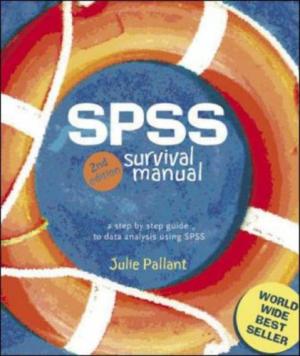 SPSS
2nd
edition
survival
manual
a step by step guide
to data analysis using SPSS
Julie Pallant
WORLD
WIDE
BEST
SELLER